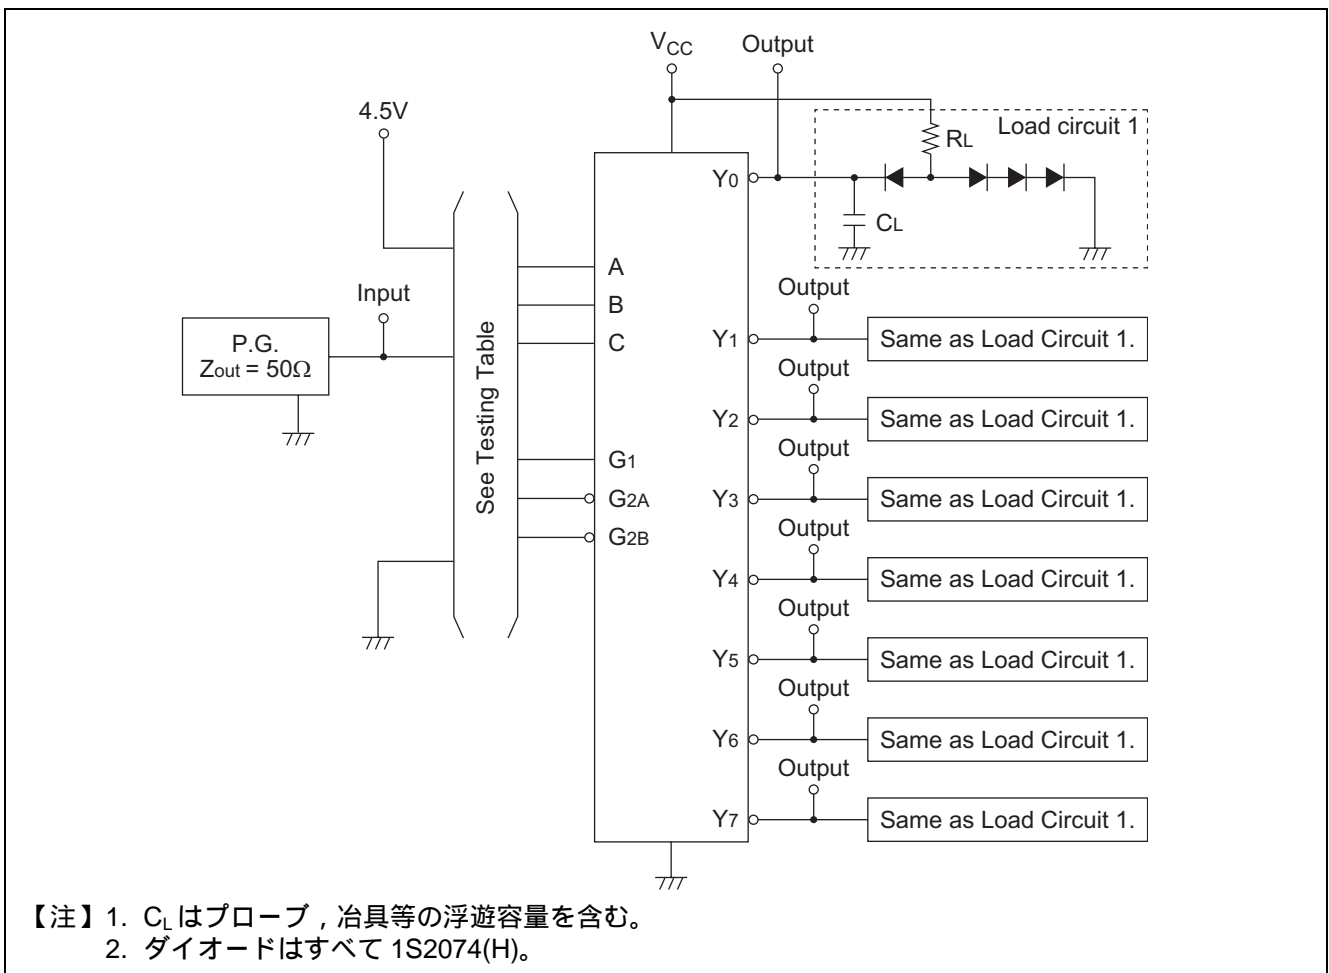 V_CC
Output
4.5V
Load circuit 1
RL
Y0
CL
A
Input
Output
B
P.G.
Zout = 50Ω
C
Y1
Same as Load Circuit 1.
Output
See Testing Table
Y2
Same as Load Circuit 1.
Output
G1
G2A
Y3
Same as Load Circuit 1.
G2B
Output
Y4
Same as Load Circuit 1.
Output
Y5
Same as Load Circuit 1.
Output
Y6
Same as Load Circuit 1.
Output
Y7
Same as Load Circuit 1.
【注】1. C_Lはプローブ，冶具等の浮遊容量を含む。
2. ダイオードはすべて 1S2074(H)。